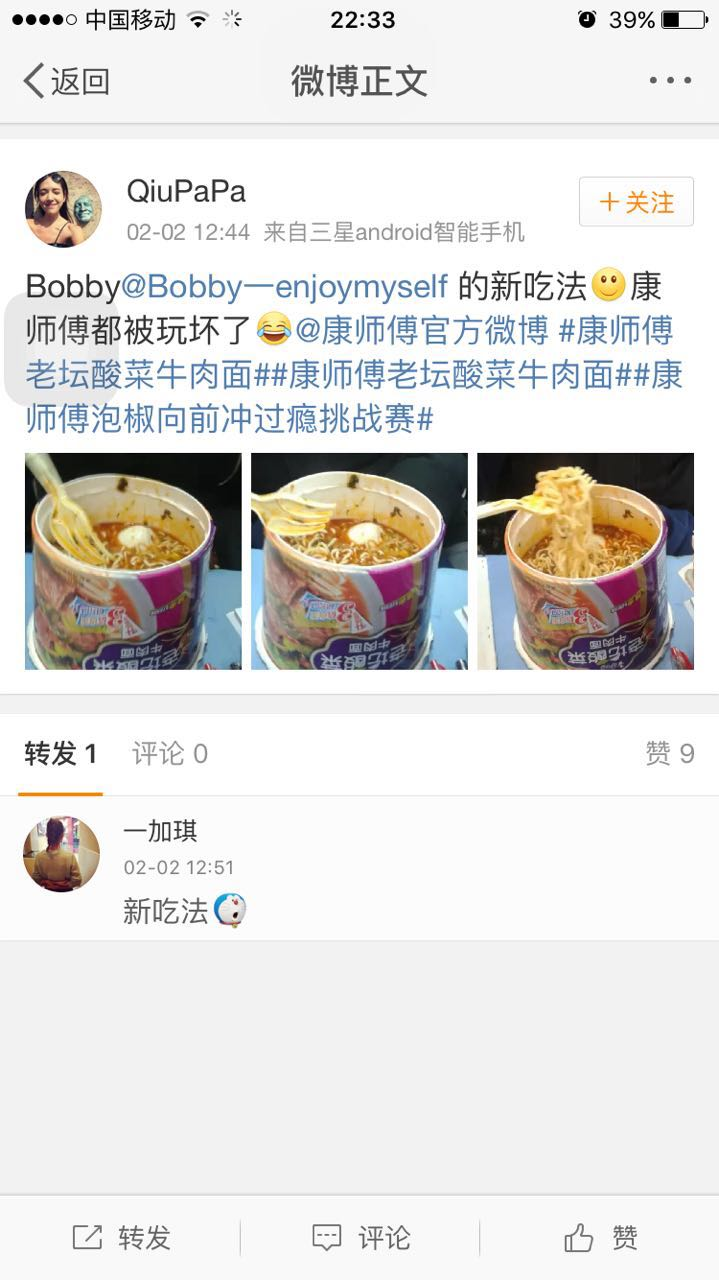 中国移动 22:33 39%
返回 微博正文
QiuPaPa
+关注
02-02 12:44 来自三星android智能手机
Bobby@Bobby一enjoymyself 的新吃法康
师傅都被玩坏了@康师傅官方微博 #康师傅
老坛酸菜牛肉面##康师傅老坛酸菜牛肉面##康
师傅泡椒向前冲过瘾挑战赛#
转发 1 评论 0 赞 9
一加琪
02-02 12:51
新吃法
转发 评论 赞